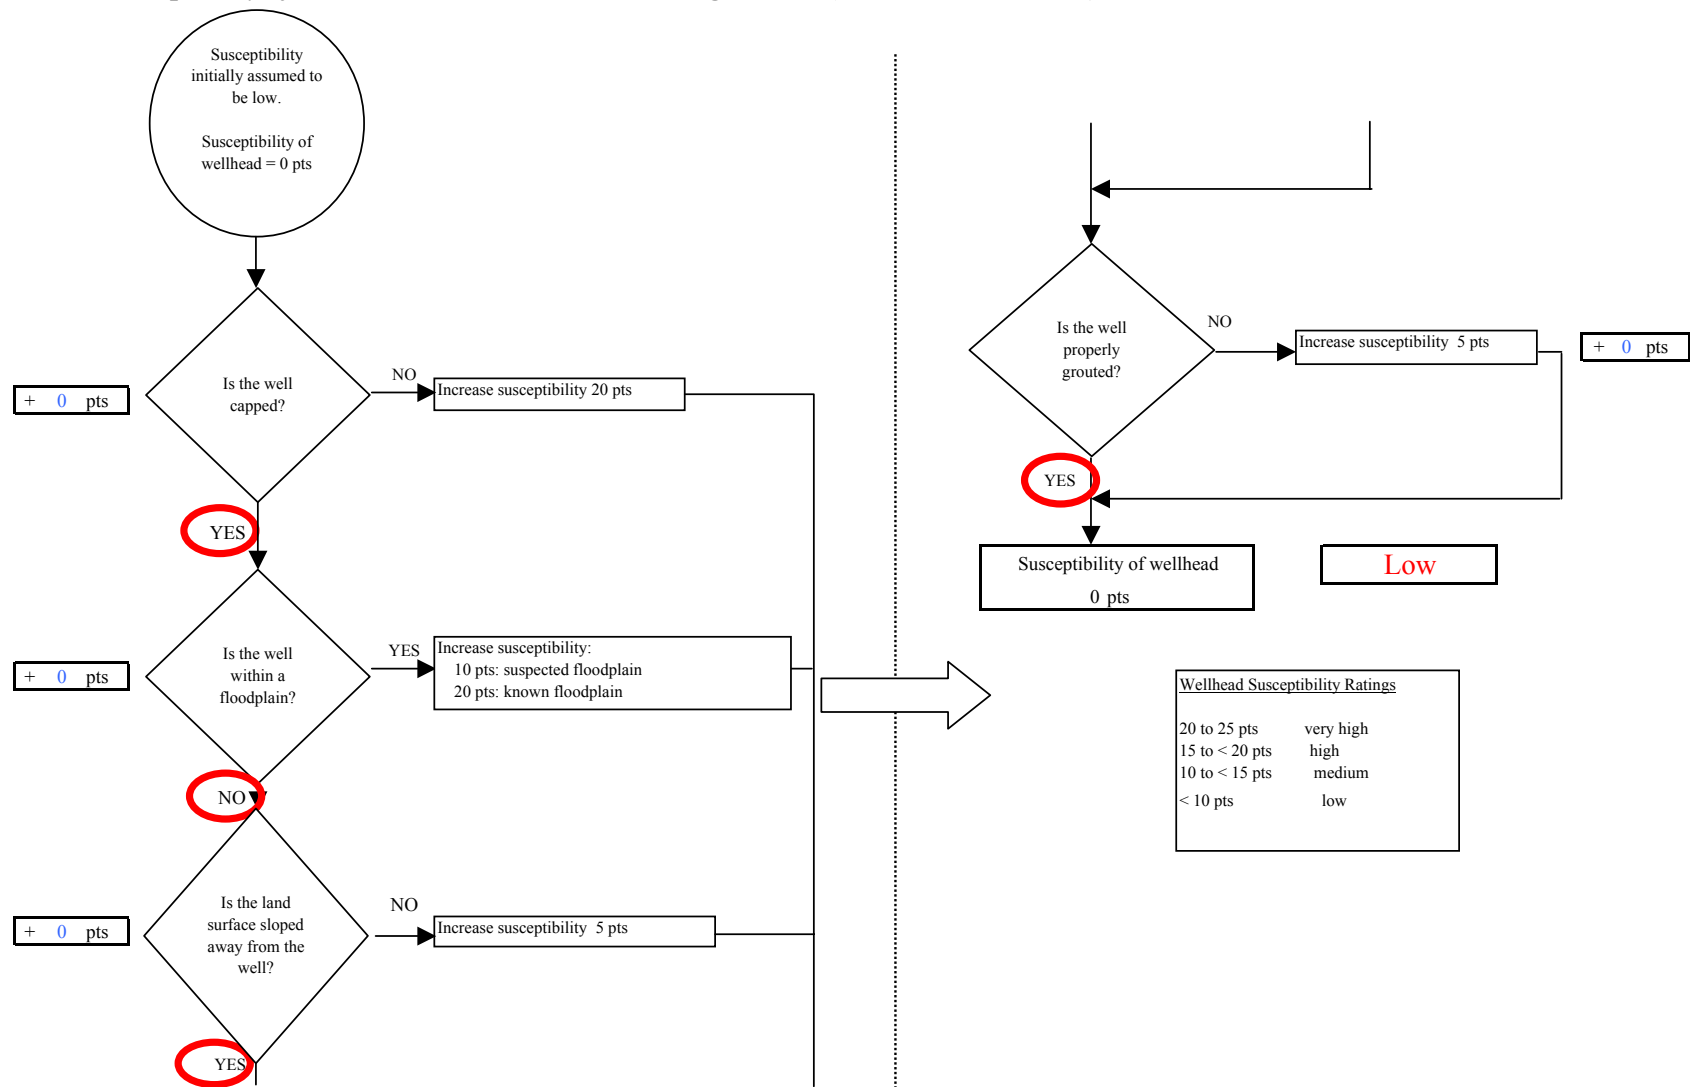 Susceptibility
initially assumed to
be low.
Susceptibility of
wellhead = 0 pts
Is the well
capped?
NO
Increase susceptibility 20 pts
+ 0 pts
YES
Is the well
within a
floodplain?
YES
Increase susceptibility:
10 pts: suspected floodplain
20 pts: known floodplain
+ 0 pts
NO
Is the land
surface sloped
away from the
well?
NO
Increase susceptibility 5 pts
+ 0 pts
YES
Is the well
properly
grouted?
NO
Increase susceptibility 5 pts
+ 0 pts
YES
Susceptibility of wellhead
0 pts
Low
Wellhead Susceptibility Ratings
20 to 25 pts very high
15 to < 20 pts high
10 to < 15 pts medium
< 10 pts low